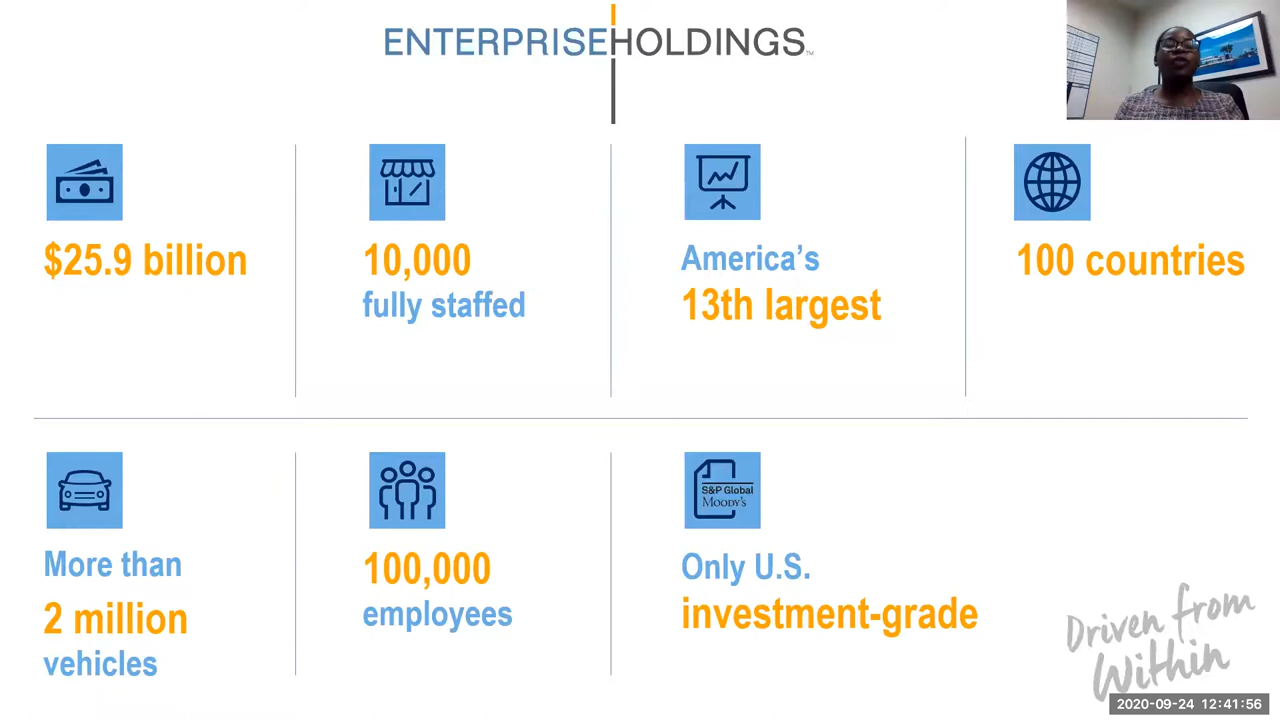 ENTERPRISEHOLDINGS™
$25.9 billion
10,000
fully staffed
America's
13th largest
100 countries
More than
2 million
vehicles
100,000
employees
S&P Global
Moody's
Only U.S.
investment-grade
Driven from
Within
2020-09-24 12:41:56